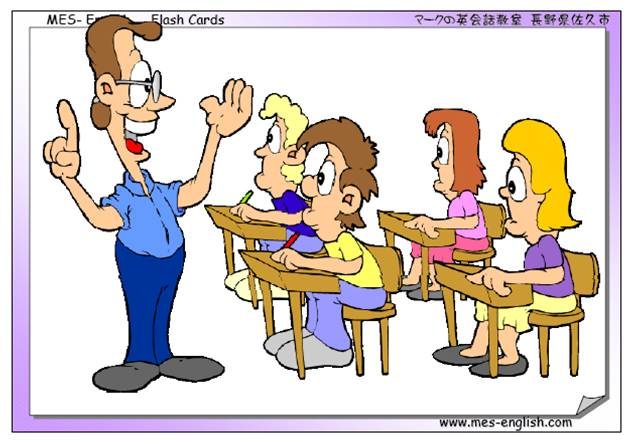 MES- En Flash Cards
マークの英会話教室 長野県佐久市
www.mes-english.com